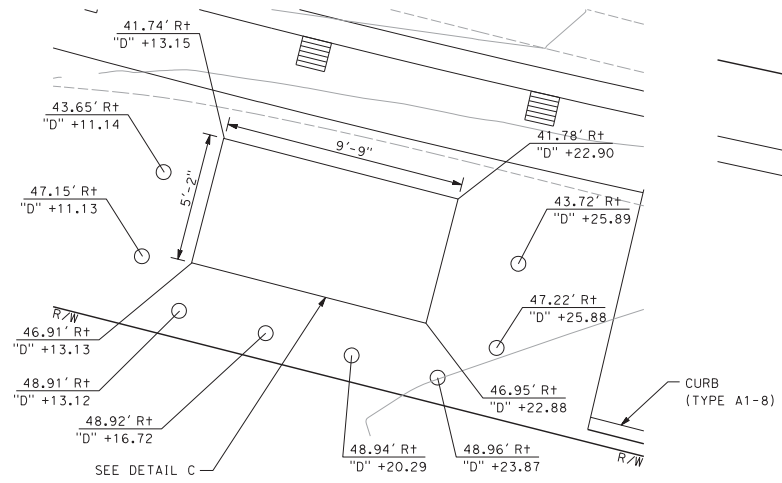 41.74' Rt
"D" +13.15
43.65' Rt
"D" +11.14
9'-9"
41.78' Rt
"D" +22.90
5'-2"
47.15' Rt
"D" +11.13
43.72' Rt
"D" +25.89
47.22' Rt
"D" +25.88
R/W
46.91' Rt
"D" +13.13
48.91' Rt
"D" +13.12
46.95' Rt
"D" +22.88
CURB
(TYPE A1-8)
48.92' Rt
"D" +16.72
48.94' Rt
"D" +20.29
48.96' Rt
"D" +23.87
R/W
SEE DETAIL C